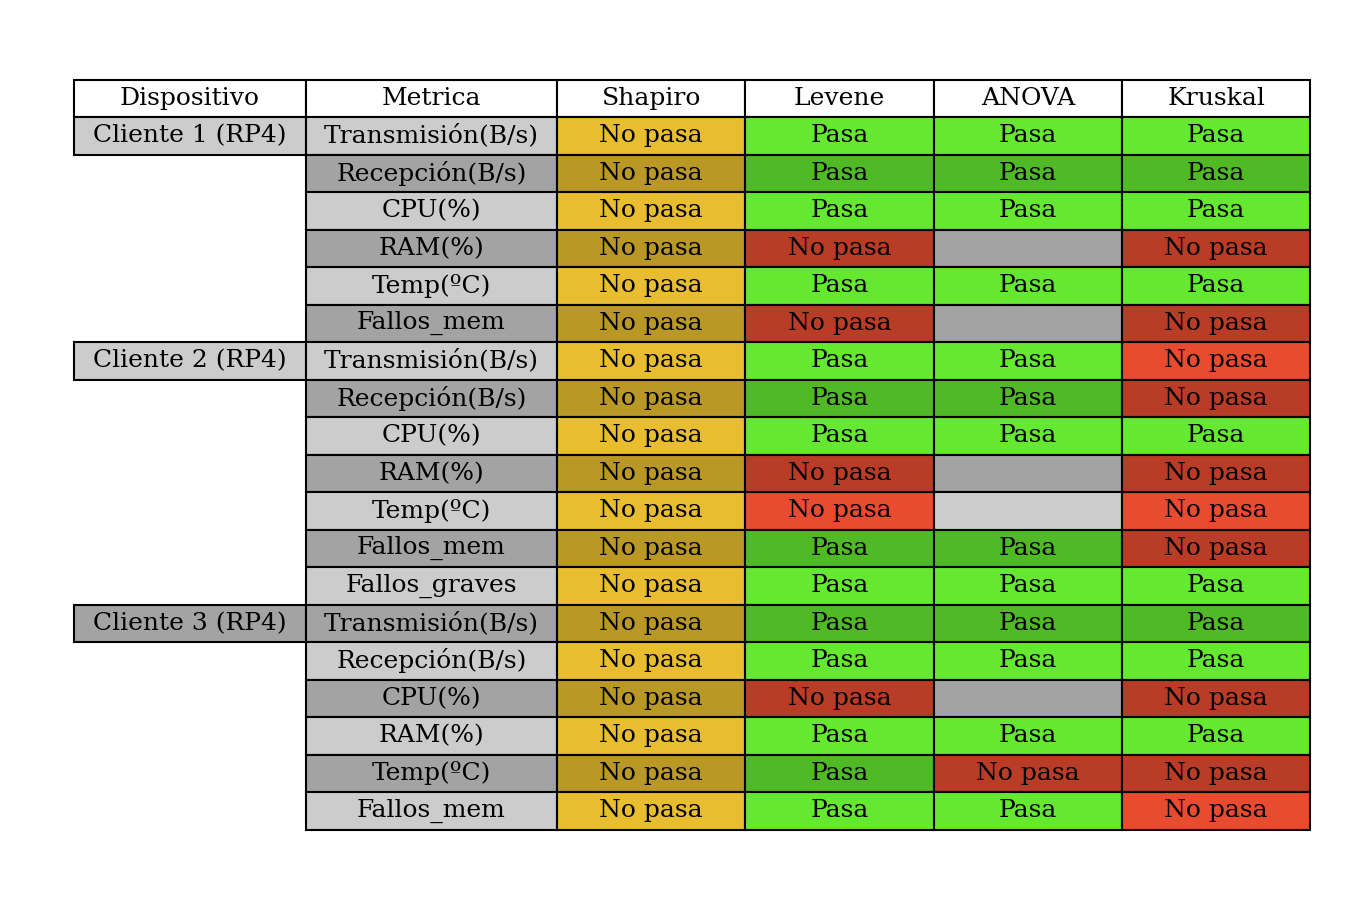 Dispositivo Metrica Shapiro Levene ANOVA Kruskal
Cliente 1 (RP4) Transmisión(B/s) No pasa Pasa Pasa Pasa
Recepción(B/s) No pasa Pasa Pasa Pasa
CPU(%) No pasa Pasa Pasa Pasa
RAM(%) No pasa No pasa No pasa
Temp(ºC) No pasa Pasa Pasa Pasa
Fallos_mem No pasa No pasa No pasa
Cliente 2 (RP4) Transmisión(B/s) No pasa Pasa Pasa No pasa
Recepción(B/s) No pasa Pasa Pasa No pasa
CPU(%) No pasa Pasa Pasa Pasa
RAM(%) No pasa No pasa No pasa
Temp(ºC) No pasa No pasa No pasa
Fallos_mem No pasa Pasa Pasa No pasa
Fallos_graves No pasa Pasa Pasa Pasa
Cliente 3 (RP4) Transmisión(B/s) No pasa Pasa Pasa Pasa
Recepción(B/s) No pasa Pasa Pasa Pasa
CPU(%) No pasa No pasa No pasa
RAM(%) No pasa Pasa Pasa Pasa
Temp(ºC) No pasa Pasa No pasa No pasa
Fallos_mem No pasa Pasa Pasa No pasa